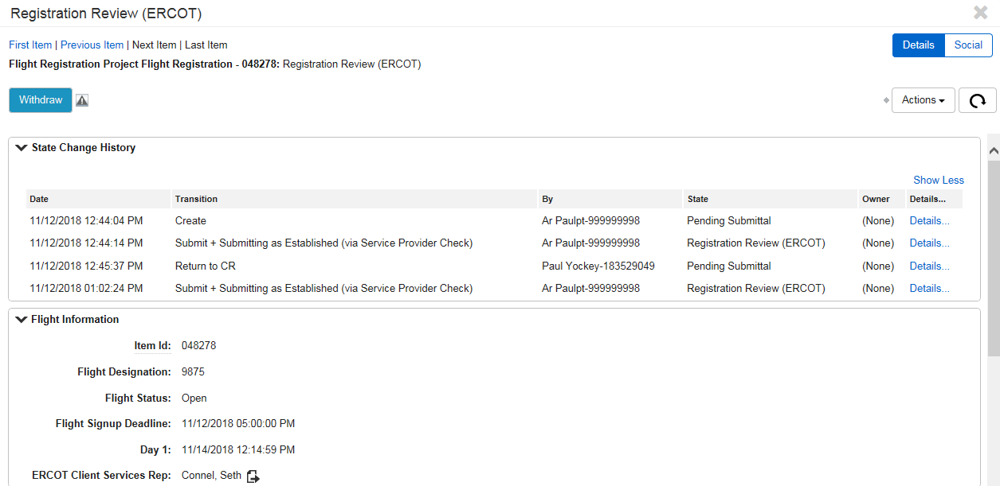 Registration Review (ERCOT)
First Item | Previous Item | Next Item | Last Item
Details Social
Flight Registration Project Flight Registration - 048278: Registration Review (ERCOT)
Withdraw Actions
State Change History
Show Less
Date Transition By State Owner Details...
11/12/2018 12:44:04 PM Create Ar Paulpt-999999998 Pending Submittal (None) Details...
11/12/2018 12:44:14 PM Submit + Submitting as Established (via Service Provider Check) Ar Paulpt-999999998 Registration Review (ERCOT) (None) Details...
11/12/2018 12:45:37 PM Return to CR Paul Yockey-183529049 Pending Submittal (None) Details...
11/12/2018 01:02:24 PM Submit + Submitting as Established (via Service Provider Check) Ar Paulpt-999999998 Registration Review (ERCOT) (None) Details...
Flight Information
Item Id: 048278
Flight Designation: 9875
Flight Status: Open
Flight Signup Deadline: 11/12/2018 05:00:00 PM
Day 1: 11/14/2018 12:14:59 PM
ERCOT Client Services Rep: Connel, Seth